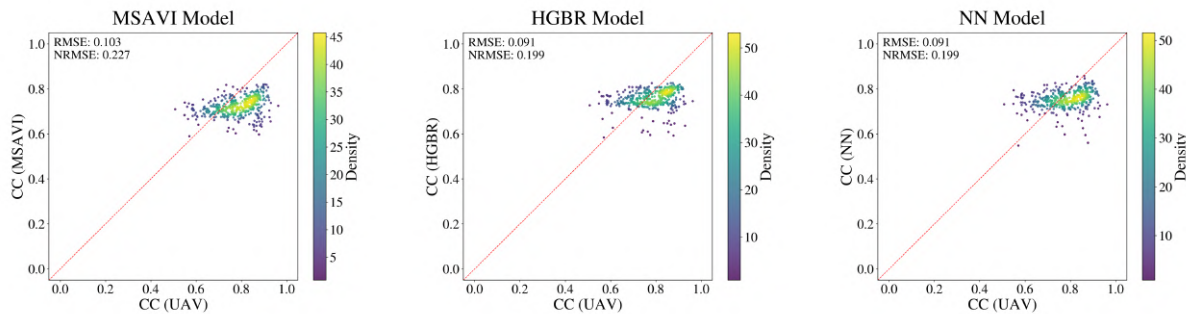 MSAVI Model
RMSE: 0.103
NRMSE: 0.227
1.0
0.8
0.6
0.4
0.2
0.0
CC (MSAVI)
0.0 0.2 0.4 0.6 0.8 1.0
CC (UAV)
45
40
35
30
25
20
15
10
5
Density
HGBR Model
RMSE: 0.091
NRMSE: 0.199
1.0
0.8
0.6
0.4
0.2
0.0
CC (HGBR)
0.0 0.2 0.4 0.6 0.8 1.0
CC (UAV)
50
40
30
20
10
Density
NN Model
RMSE: 0.091
NRMSE: 0.199
1.0
0.8
0.6
0.4
0.2
0.0
CC (NN)
0.0 0.2 0.4 0.6 0.8 1.0
CC (UAV)
50
40
30
20
10
Density